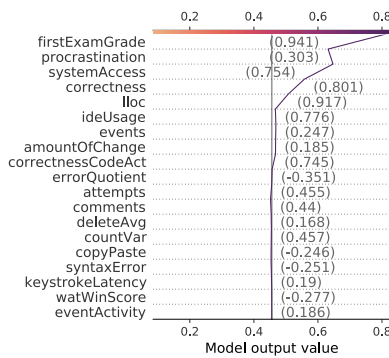 0.2 0.4 0.6 0.8
firstExamGrade (0.941)
procrastination (0.303)
systemAccess (0.754)
correctness (0.801)
lloc (0.917)
ideUsage (0.776)
events (0.247)
amountOfChange (0.185)
correctnessCodeAct (0.745)
errorQuotient (-0.351)
attempts (0.455)
comments (0.44)
deleteAvg (0.168)
countVar (0.457)
copyPaste (-0.246)
syntaxError (-0.251)
keystrokeLatency (0.19)
watWinScore (-0.277)
eventActivity (0.186)
0.2 0.4 0.6 0.8
Model output value